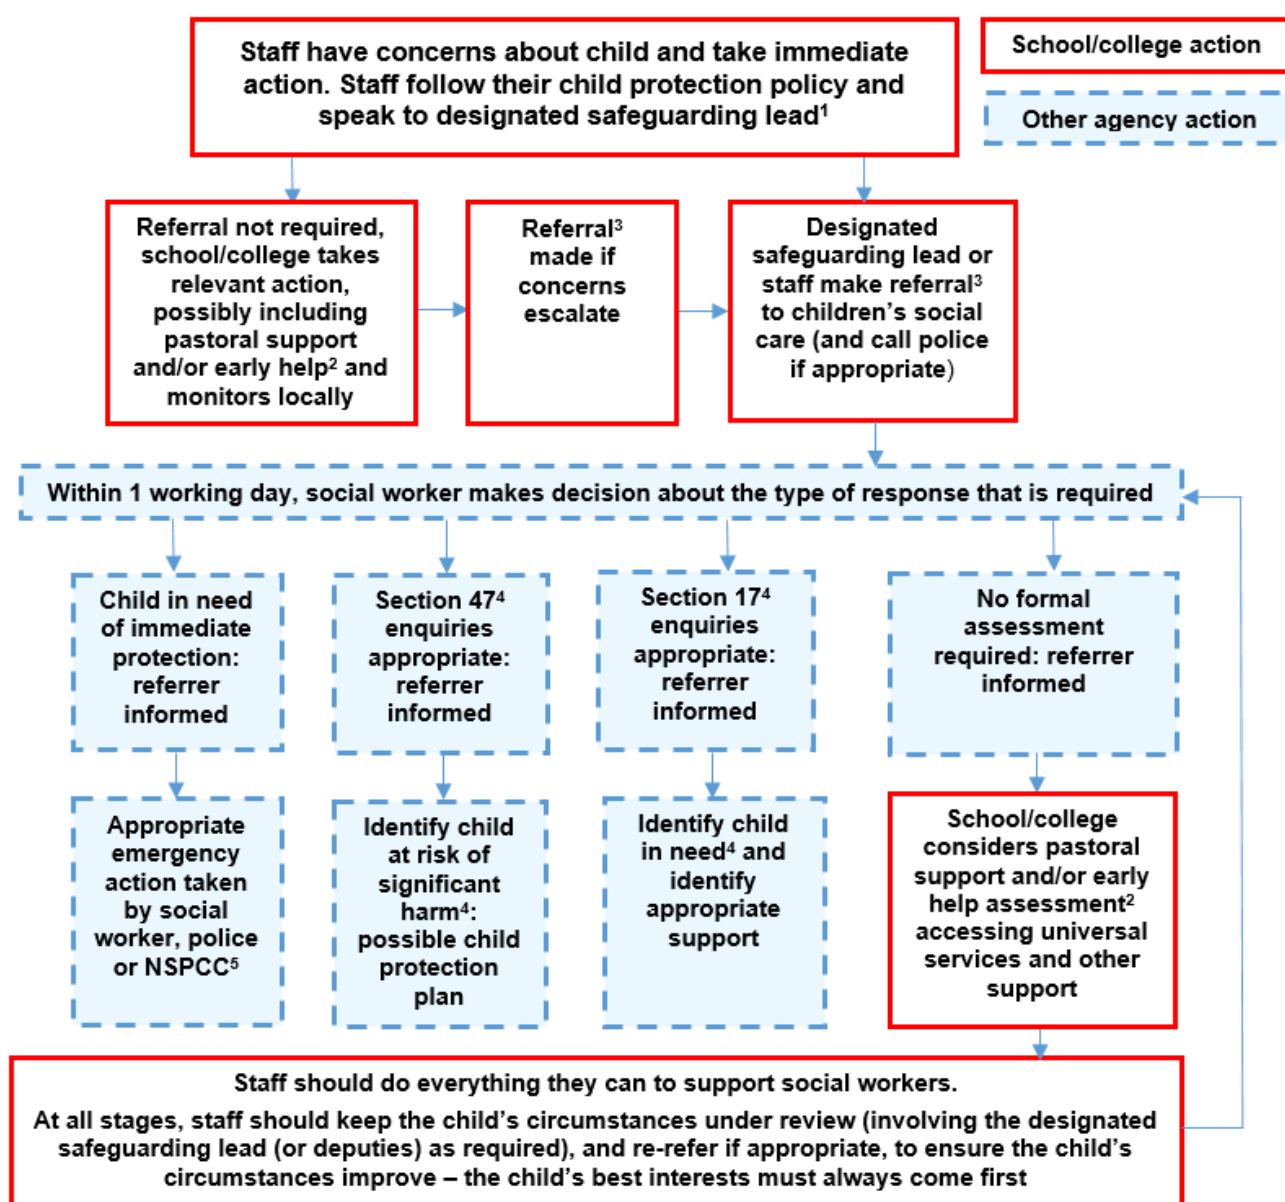 Staff have concerns about child and take immediate
action. Staff follow their child protection policy and
speak to designated safeguarding lead¹
School/college action
Other agency action
Referral not required,
school/college takes
relevant action,
possibly including
pastoral support
and/or early help² and
monitors locally
Referral³
made if
concerns
escalate
Designated
safeguarding lead or
staff make referral³
to children’s social
care (and call police
if appropriate)
Within 1 working day, social worker makes decision about the type of response that is required
Child in need
of immediate
protection:
referrer
informed
Section 47⁴
enquiries
appropriate:
referrer
informed
Section 17⁴
enquiries
appropriate:
referrer
informed
No formal
assessment
required: referrer
informed
Appropriate
emergency
action taken
by social
worker, police
or NSPCC⁵
Identify child
at risk of
significant
harm⁴:
possible child
protection
plan
Identify child
in need⁴ and
identify
appropriate
support
School/college
considers pastoral
support and/or early
help assessment²
accessing universal
services and other
support
Staff should do everything they can to support social workers.
At all stages, staff should keep the child’s circumstances under review (involving the designated
safeguarding lead (or deputies) as required), and re-refer if appropriate, to ensure the child’s
circumstances improve – the child’s best interests must always come first